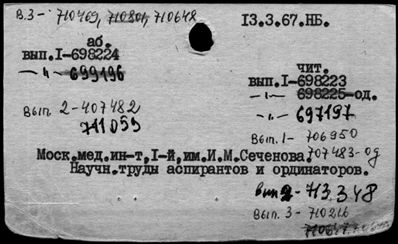 В.3- 710469, 710801, 710648
13.3.67.НБ.
аб.
вып.I-698224
-"- 699196
Вып. 2-407482
711059
чит.
вып.I-698223
-"- 698225-од.
-"- 697197
Вып.1- 706950
707483-од
Моск.мед.ин-т,I-й,им.И.М.Сеченова.
Научн.труды аспирантов и ординаторов.
вып 2-713348
Вып. 3 - 710216